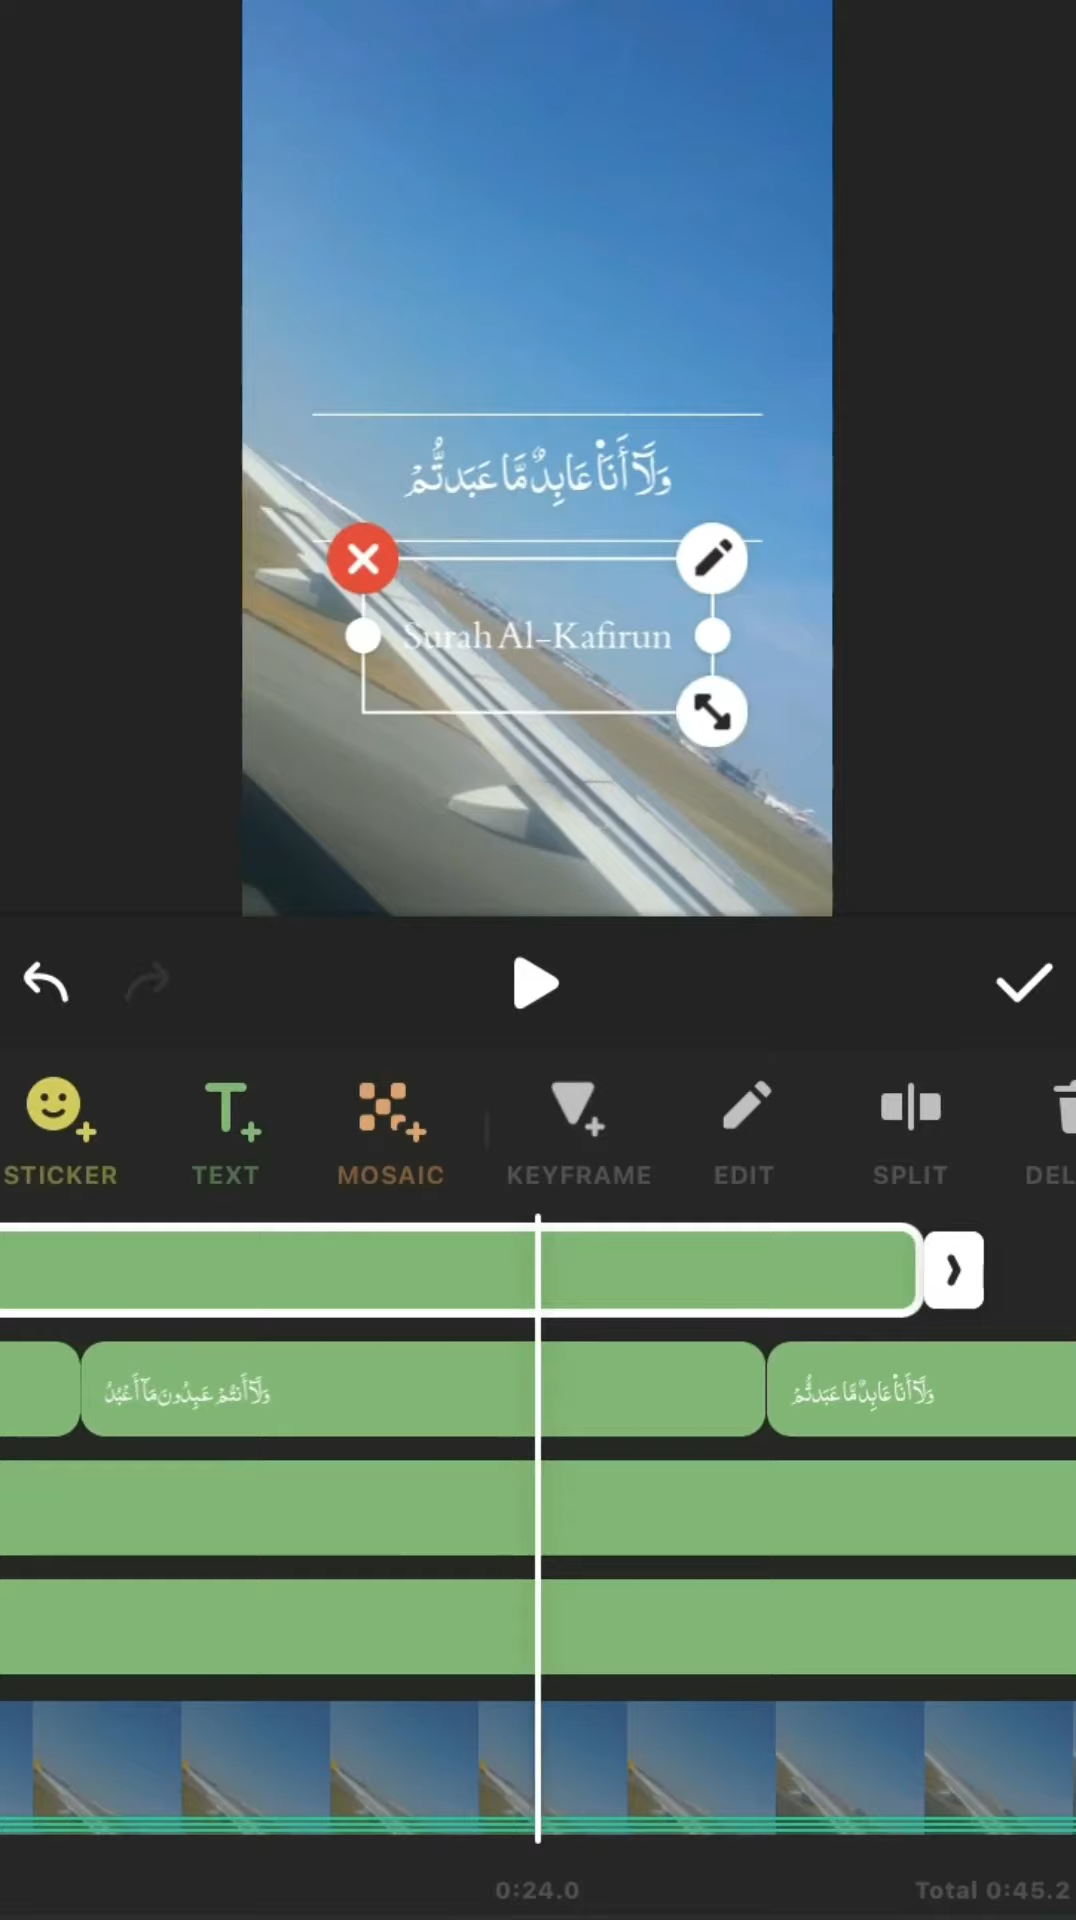 وَلَآ أَنَا۠ عَابِدٌ مَّا عَبَدتُّمْ
Surah Al-Kafirun
STICKER
TEXT
MOSAIC
KEYFRAME
EDIT
SPLIT
DEL
وَلَآ أَنتُمْ عَـٰبِدُونَ مَآ أَعْبُدُ
وَلَآ أَنَا۠ عَابِدٌ مَّا عَبَدتُّمْ
0:24.0
Total 0:45.2